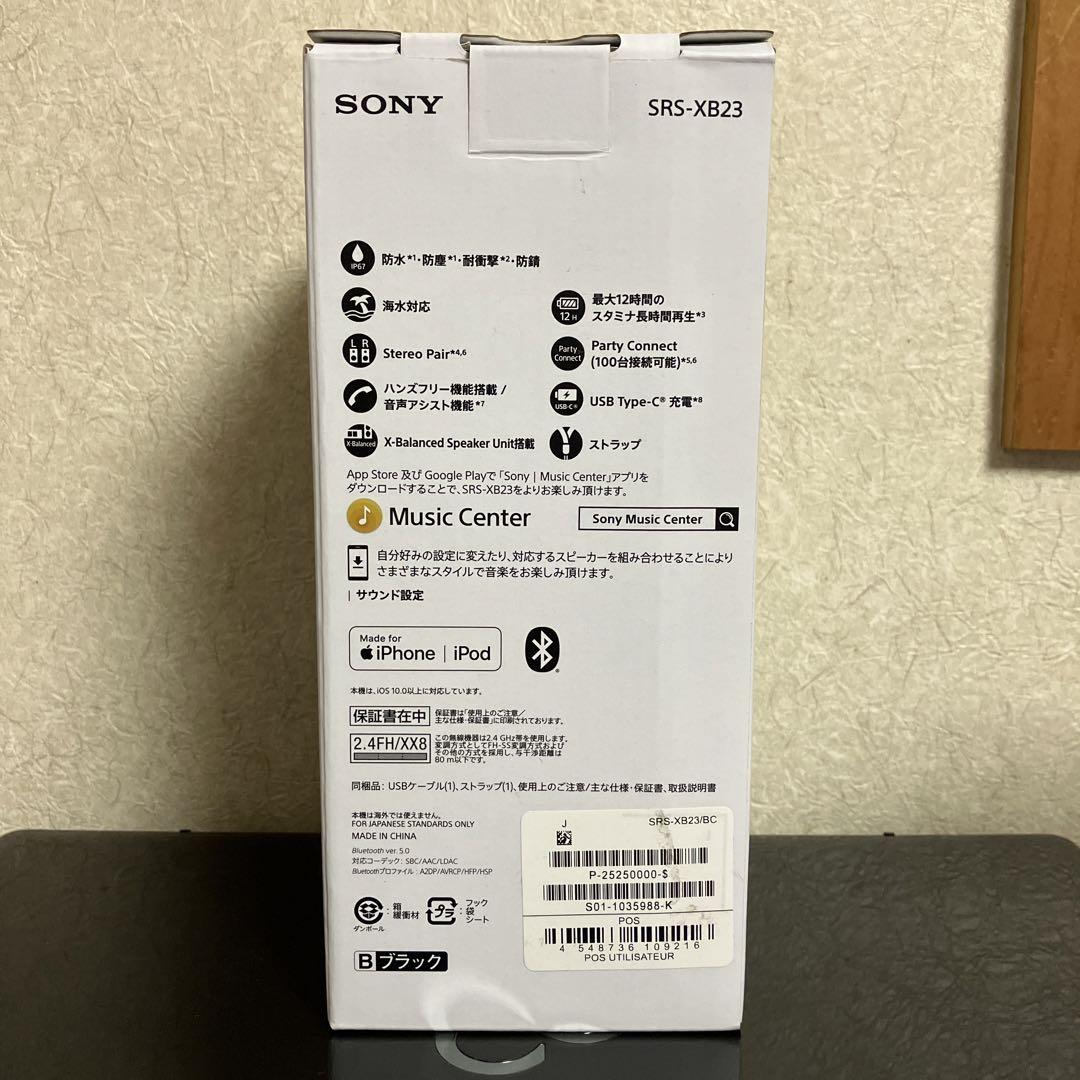 SONY
SRS-XB23
IP67
防水*1・防塵*1・耐衝撃*2・防錆
海水対応
12 H
最大12時間の
スタミナ長時間再生*3
L R
Stereo Pair*4,6
Party Connect
Party Connect
(100台接続可能)*5,6
ハンズフリー機能搭載 /
音声アシスト機能*7
USB-C®
USB Type-C® 充電*8
X-Balanced
X-Balanced Speaker Unit搭載
ストラップ
App Store 及び Google Playで「Sony | Music Center」アプリを
ダウンロードすることで、SRS-XB23をよりお楽しみ頂けます。
Music Center
Sony Music Center
自分好みの設定に変えたり、対応するスピーカーを組み合わせることにより
さまざまなスタイルで音楽をお楽しみ頂けます。
| サウンド設定
Made for
iPhone | iPod
本機は、iOS 10.0以上に対応しています。
保証書在中
保証書は「使用上のご注意/
主な仕様・保証書」に印刷されております。
2.4FH/XX8
この無線機器は2.4 GHz帯を使用します。
変調方式としてFH-SS変調方式および
その他の方式を採用し、与干渉距離は
80 m以下です。
同梱品：USBケーブル(1)、ストラップ(1)、使用上のご注意/主な仕様・保証書、取扱説明書
本機は海外では使えません。
FOR JAPANESE STANDARDS ONLY
MADE IN CHINA
Bluetooth ver. 5.0
対応コーデック：SBC/AAC/LDAC
Bluetoothプロファイル：A2DP/AVRCP/HFP/HSP
ダンボール
：箱
緩衝材
プラ
：フック
袋
シート
B ブラック
J
SRS-XB23/BC
P-25250000-$
S01-1035988-K
POS
4 548736 109216
POS UTILISATEUR